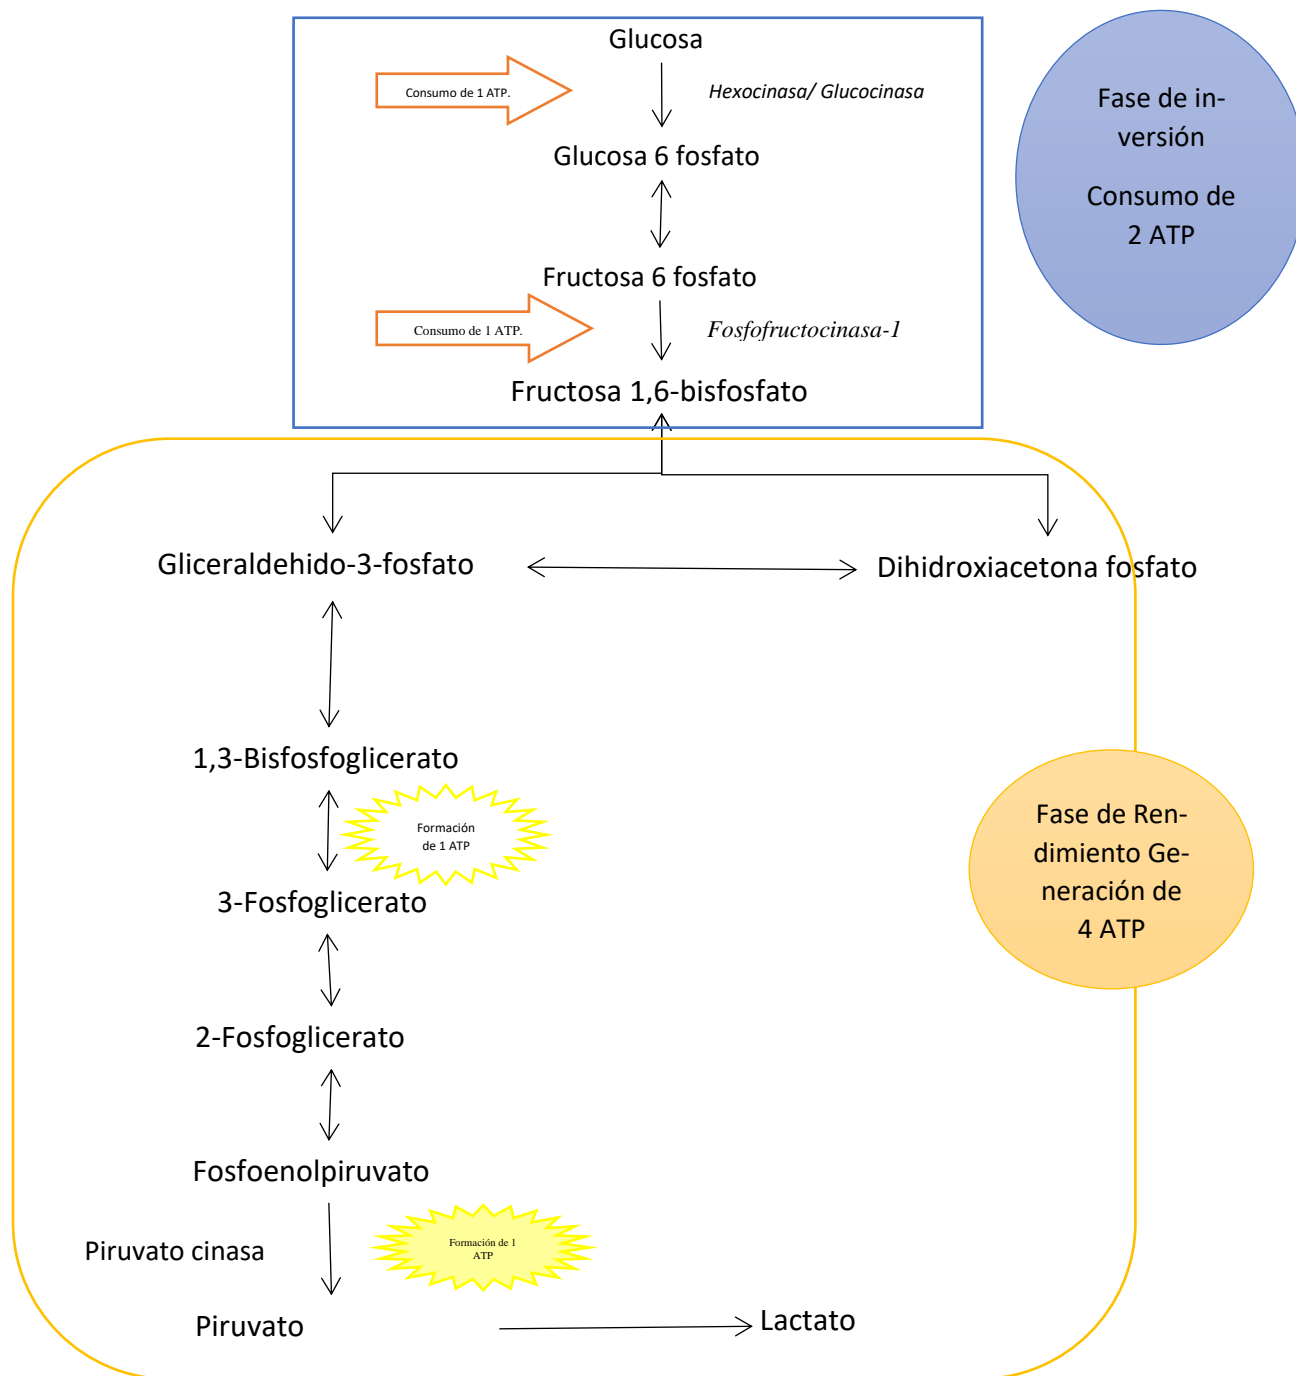 Glucosa
Consumo de 1 ATP.
Hexocinasa/ Glucocinasa
Glucosa 6 fosfato
Fructosa 6 fosfato
Consumo de 1 ATP.
Fosfofructocinasa-1
Fructosa 1,6-bisfosfato
Fase de in-
versión
Consumo de
2 ATP
Gliceraldehido-3-fosfato
Dihidroxiacetona fosfato
1,3-Bisfosfoglicerato
Formación
de 1 ATP
3-Fosfoglicerato
2-Fosfoglicerato
Fosfoenolpiruvato
Piruvato cinasa
Formación de 1
ATP
Piruvato
Lactato
Fase de Ren-
dimiento Ge-
neración de
4 ATP